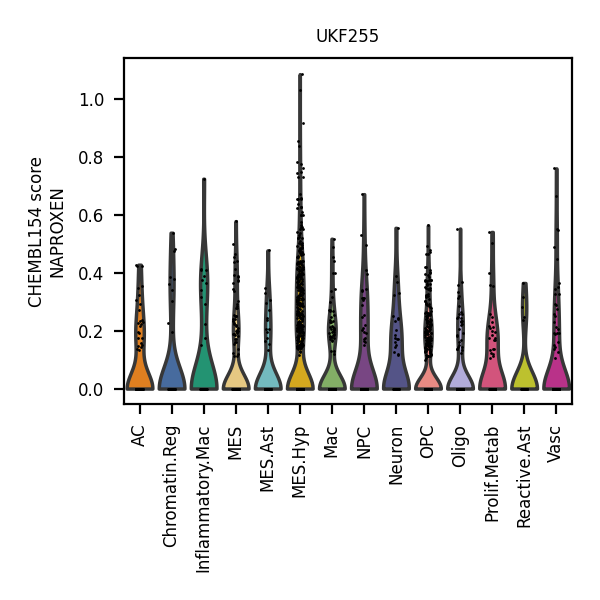 UKF255
CHEMBL154 score
NAPROXEN
1.0
0.8
0.6
0.4
0.2
0.0
AC
Chromatin.Reg
Inflammatory.Mac
MES
MES.Ast
MES.Hyp
Mac
NPC
Neuron
OPC
Oligo
Prolif.Metab
Reactive.Ast
Vasc